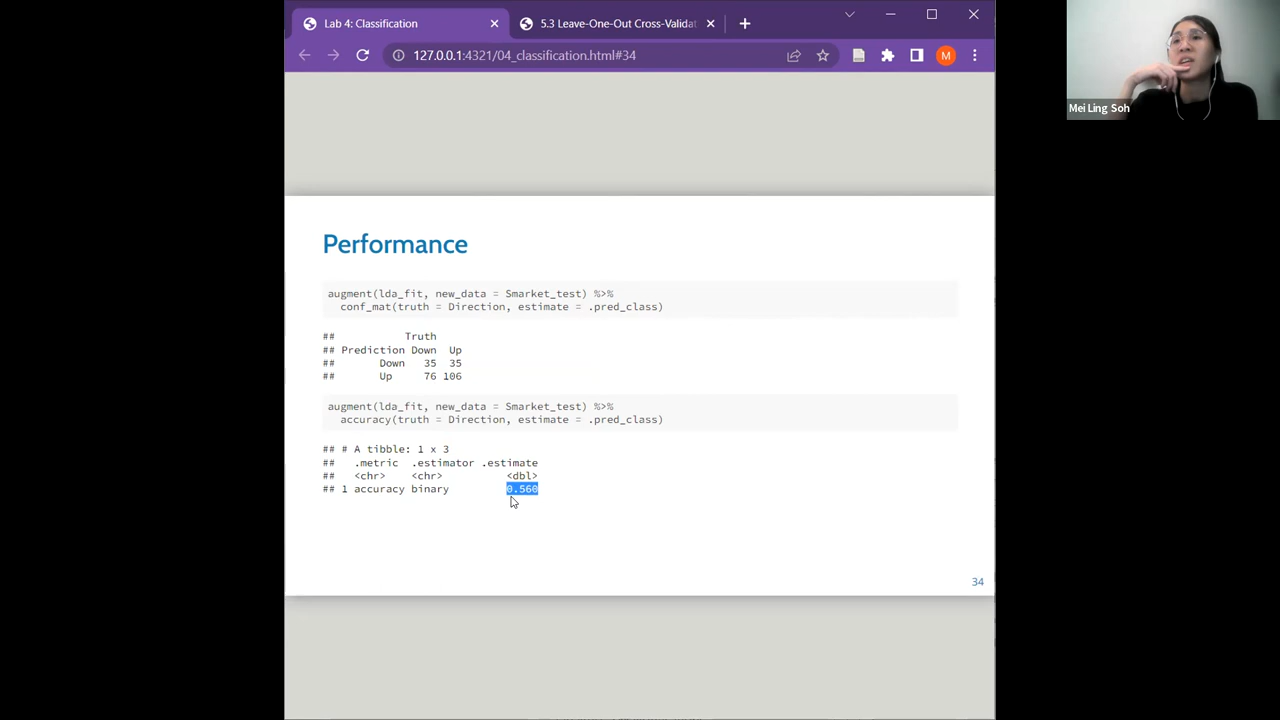 Lab 4: Classification
5.3 Leave-One-Out Cross-Validat
127.0.0.1:4321/04_classification.html#34
M
Mei Ling Soh
Performance
augment(lda_fit, new_data = Smarket_test) %>%
conf_mat(truth = Direction, estimate = .pred_class)
## Truth
## Prediction Down Up
## Down 35 35
## Up 76 106
augment(lda_fit, new_data = Smarket_test) %>%
accuracy(truth = Direction, estimate = .pred_class)
## # A tibble: 1 x 3
## .metric .estimator .estimate
## <chr> <chr> <dbl>
## 1 accuracy binary 0.560
34